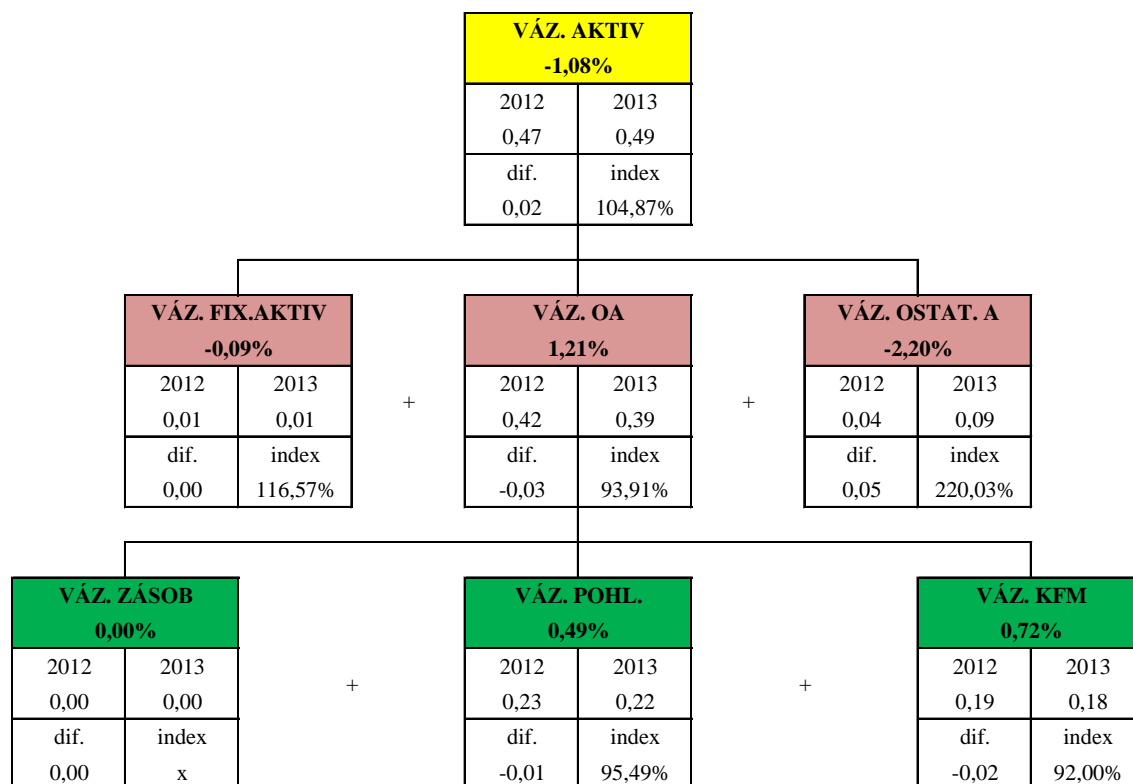 VÁZ. AKTIV
-1,08%
2012 2013
0,47 0,49
dif. index
0,02 104,87%
VÁZ. FIX.AKTIV VÁZ. OA VÁZ. OSTAT. A
-0,09% 1,21% -2,20%
2012 2013 2012 2013 2012 2013
0,01 0,01 + 0,42 0,39 + 0,04 0,09
dif. index dif. index dif. index
0,00 116,57% -0,03 93,91% 0,05 220,03%
VÁZ. ZÁSOB VÁZ. POHL. VÁZ. KFM
0,00% 0,49% 0,72%
2012 2013 2012 2013 2012 2013
0,00 0,00 + 0,23 0,22 + 0,19 0,18
dif. index dif. index dif. index
0,00 x -0,01 95,49% -0,02 92,00%